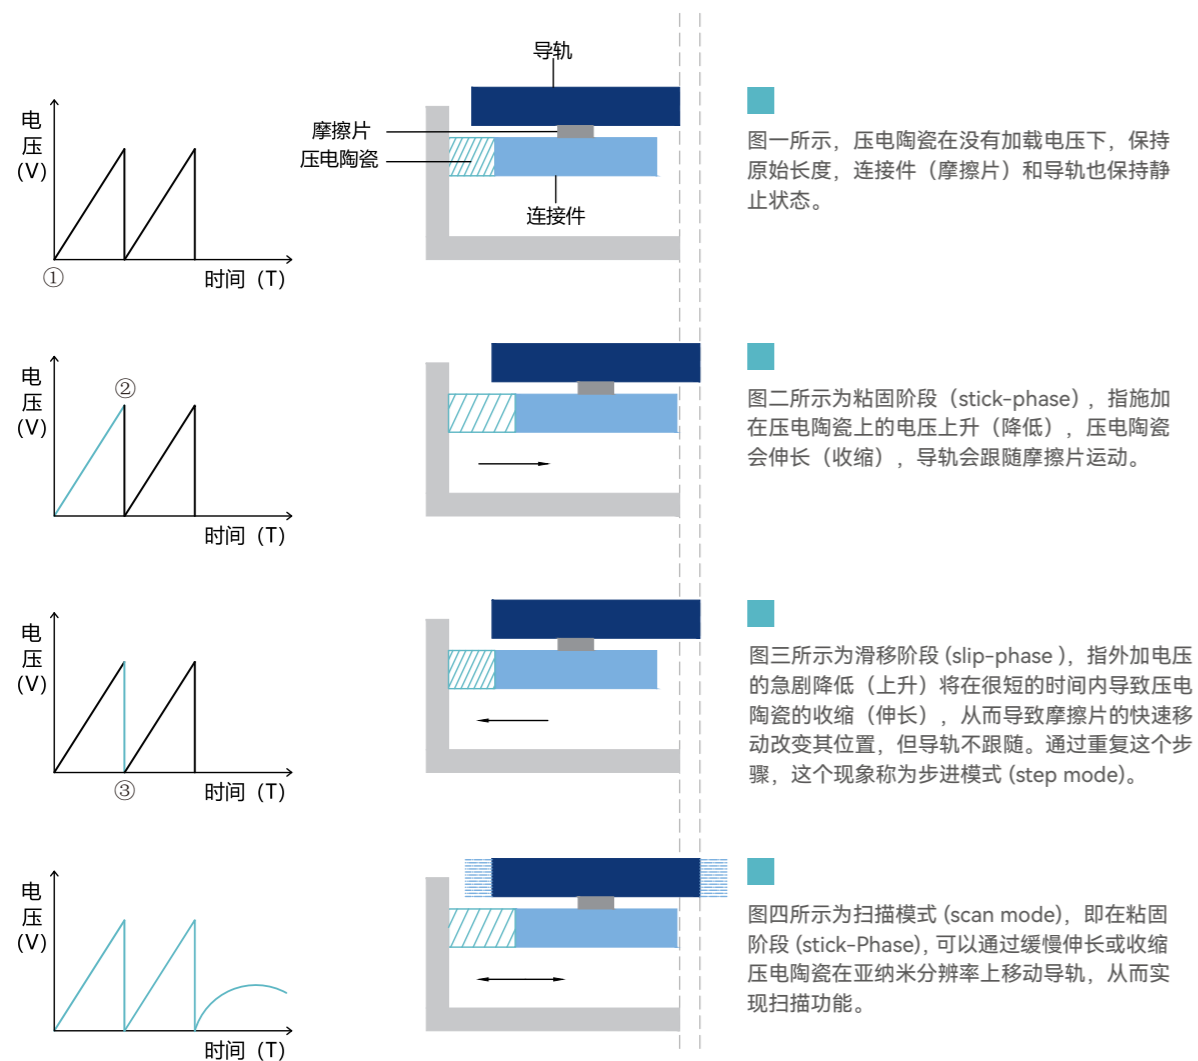 电
压
(V)
①
时间 (T)
导轨
摩擦片
压电陶瓷
连接件
图一所示，压电陶瓷在没有加载电压下，保持
原始长度，连接件（摩擦片）和导轨也保持静
止状态。
电
压
(V)
②
时间 (T)
图二所示为粘固阶段（stick-phase），指施加
在压电陶瓷上的电压上升（降低），压电陶瓷
会伸长（收缩），导轨会跟随摩擦片运动。
电
压
(V)
③
时间 (T)
图三所示为滑移阶段 (slip-phase )，指外加电压
的急剧降低（上升）将在很短的时间内导致压电
陶瓷的收缩（伸长），从而导致摩擦片的快速移
动改变其位置，但导轨不跟随。通过重复这个步
骤，这个现象称为步进模式 (step mode)。
电
压
(V)
时间 (T)
图四所示为扫描模式 (scan mode)，即在粘固
阶段 (stick-Phase), 可以通过缓慢伸长或收缩
压电陶瓷在亚纳米分辨率上移动导轨，从而实
现扫描功能。